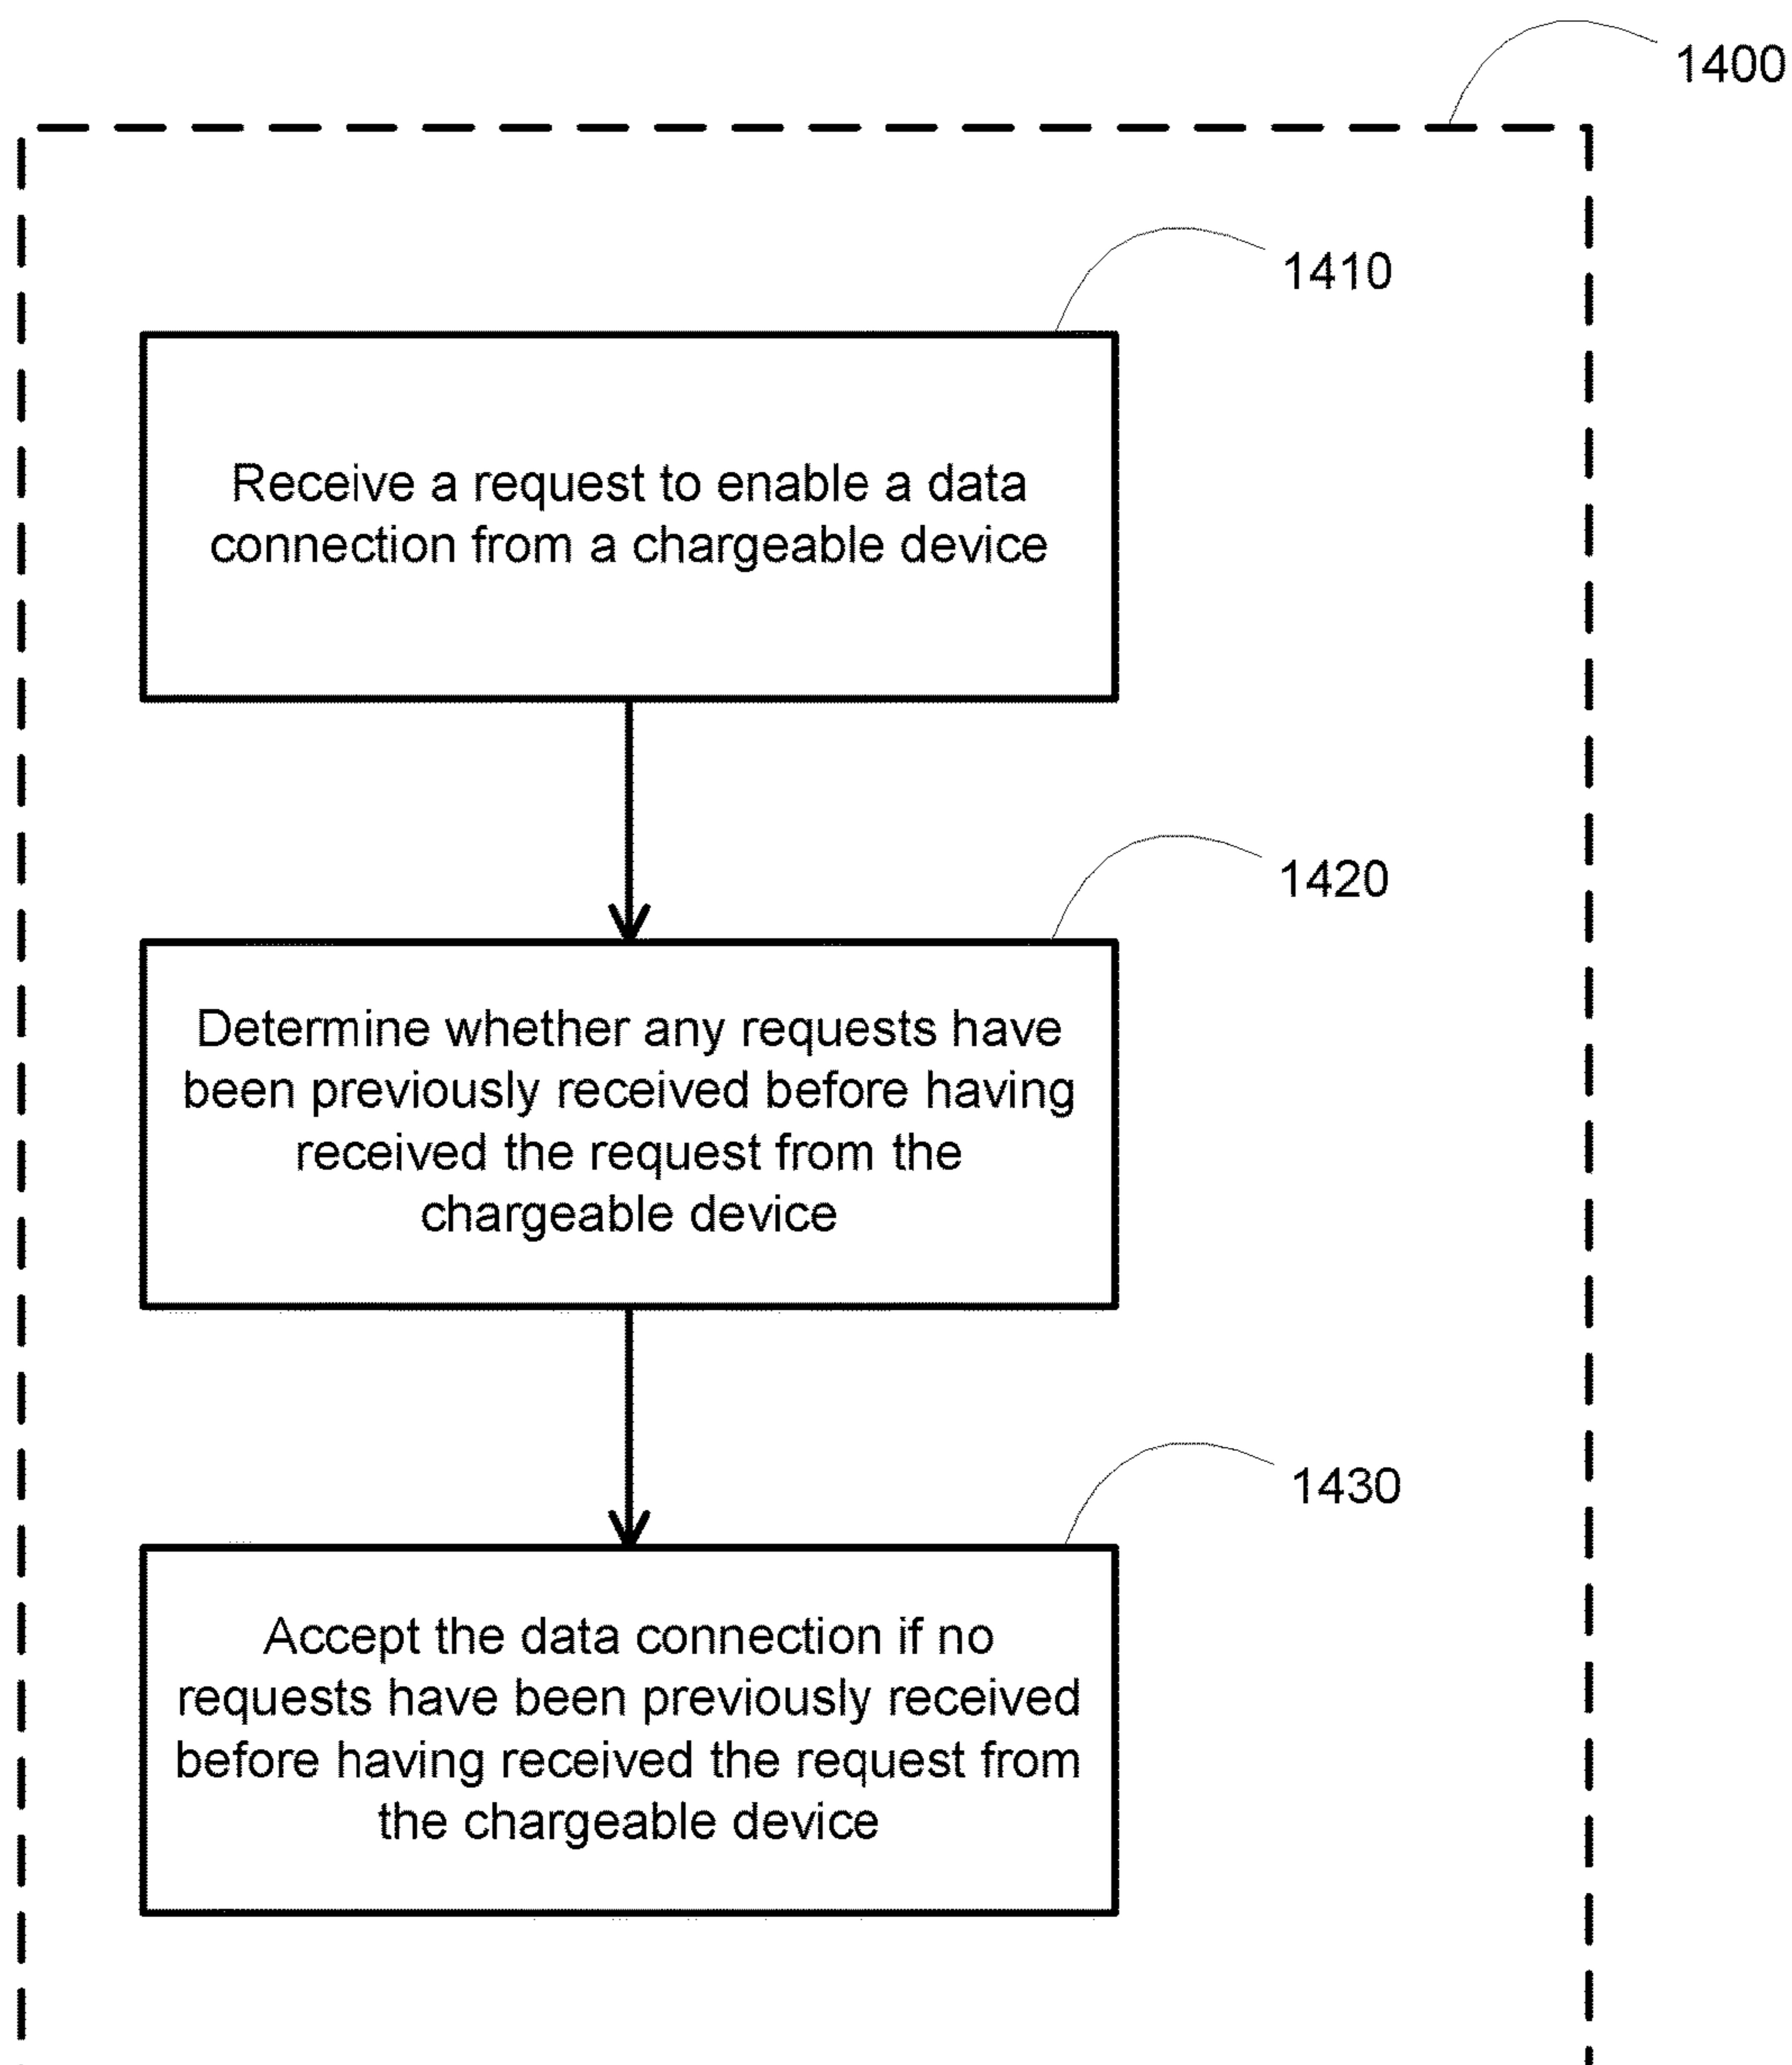 1400
1410
Receive a request to enable a data
connection from a chargeable device
1420
Determine whether any requests have
been previously received before having
received the request from the
chargeable device
1430
Accept the data connection if no
requests have been previously received
before having received the request from
the chargeable device